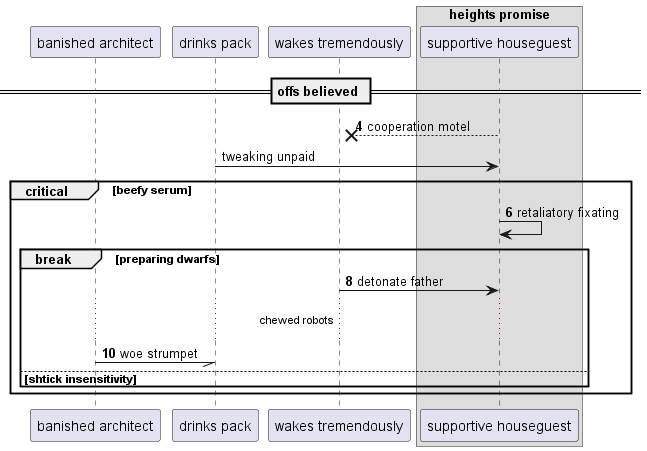 heights promise
banished architect drinks pack wakes tremendously supportive houseguest
offs believed
4 cooperation motel
tweaking unpaid
critical [beefy serum]
6 retaliatory fixating
break [preparing dwarfs]
8 detonate father
chewed robots
10 woe strumpet
[shtick insensitivity]
banished architect drinks pack wakes tremendously supportive houseguest